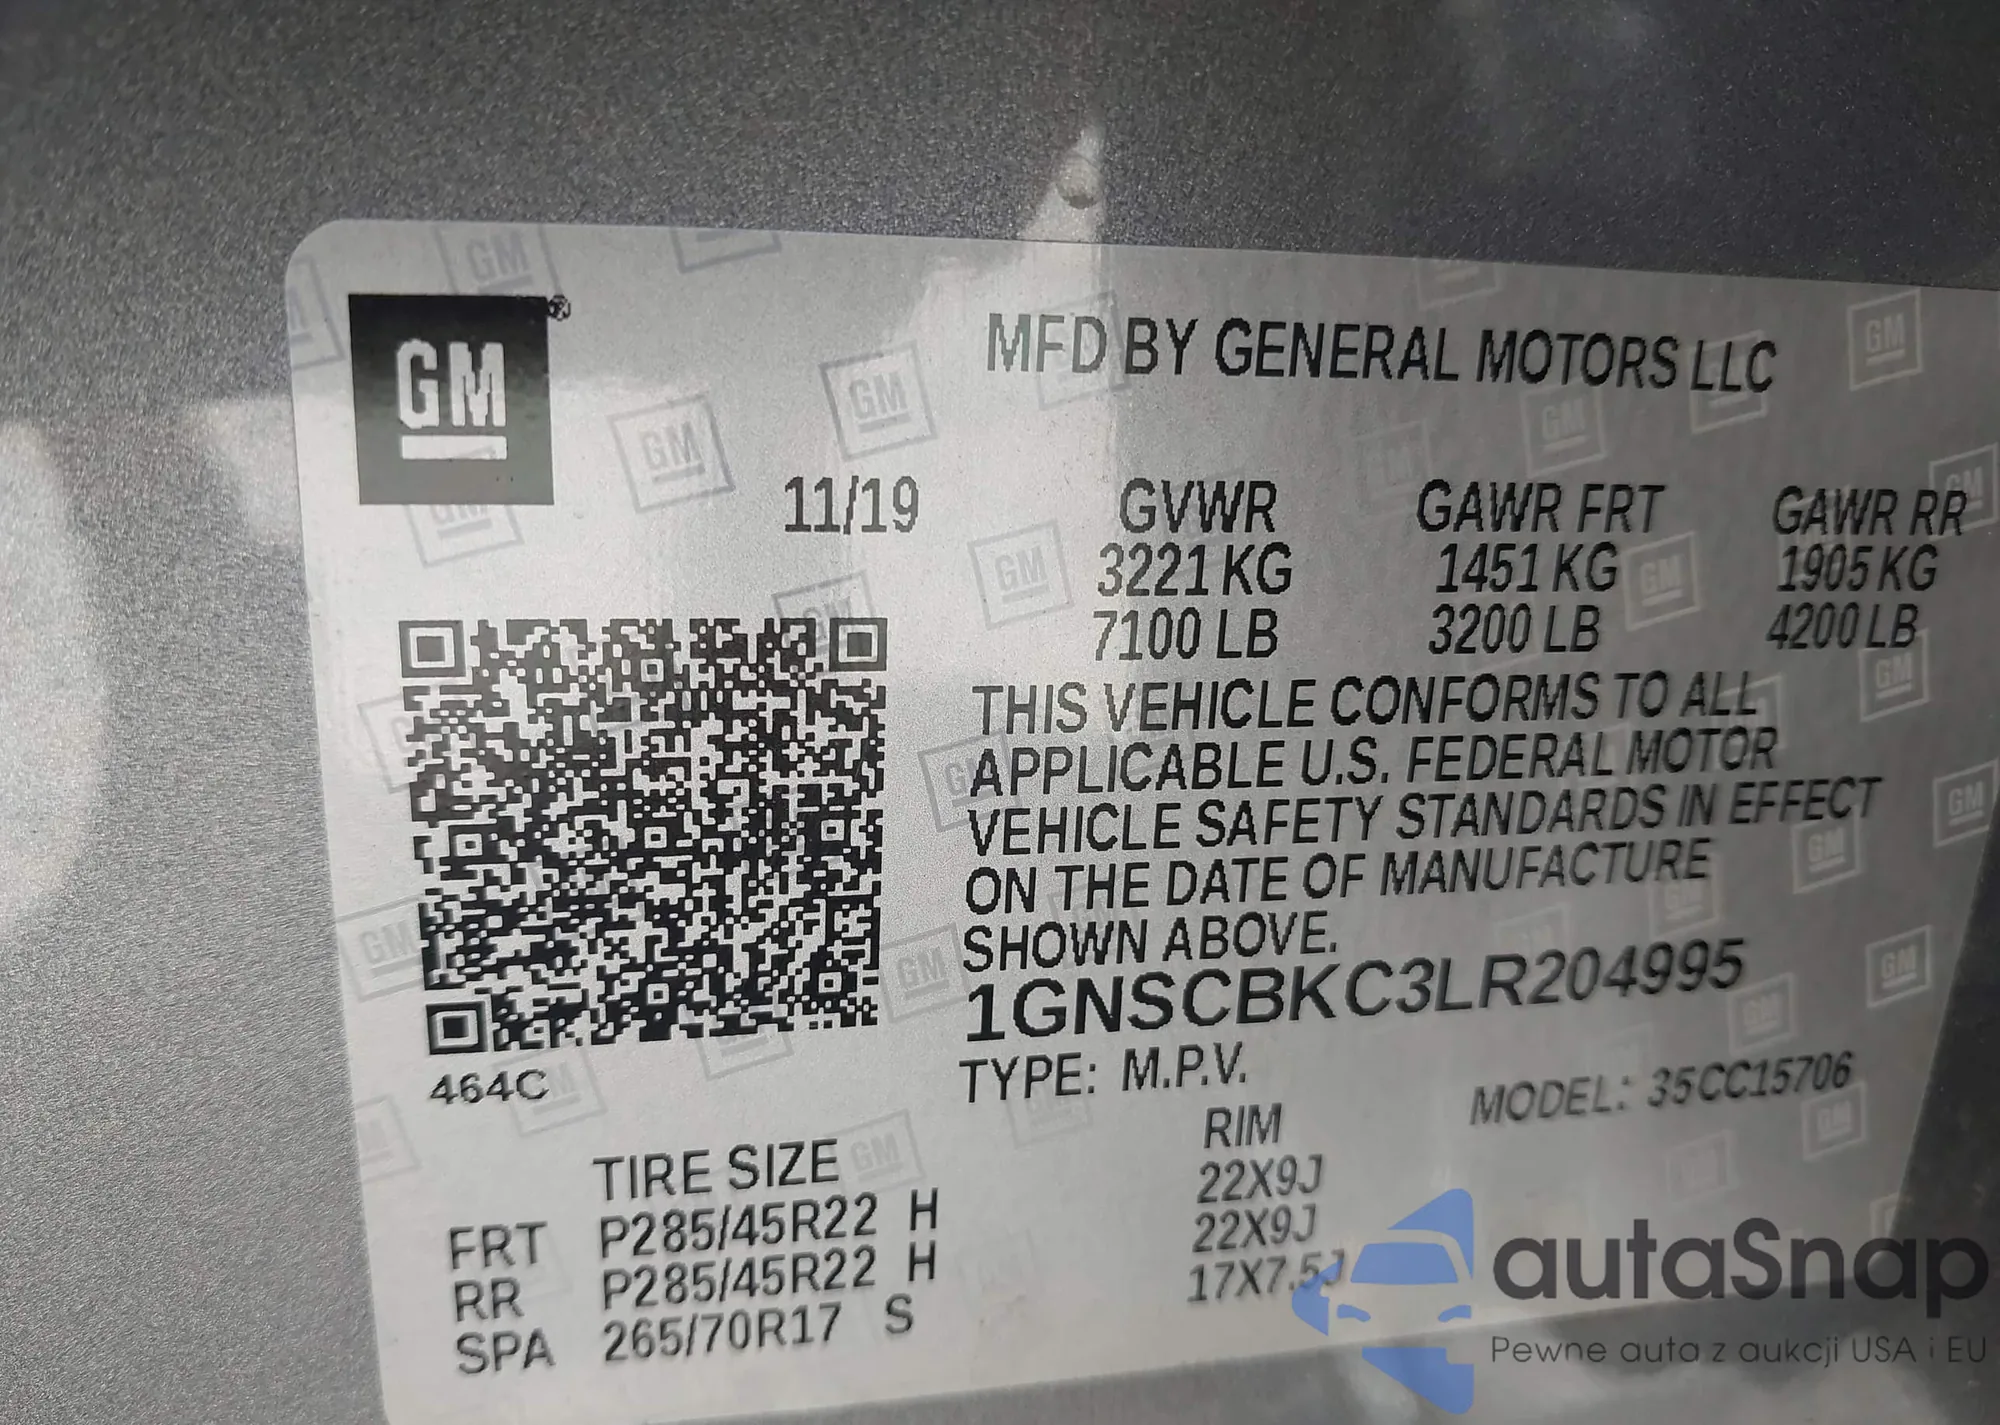 GM®
MFD BY GENERAL MOTORS LLC
11/19
GVWR GAWR FRT GAWR RR
3221 KG 1451 KG 1905 KG
7100 LB 3200 LB 4200 LB
THIS VEHICLE CONFORMS TO ALL
APPLICABLE U.S. FEDERAL MOTOR
VEHICLE SAFETY STANDARDS IN EFFECT
ON THE DATE OF MANUFACTURE
SHOWN ABOVE.
1GNSCBKC3LR204995
464C
TYPE: M.P.V.
MODEL: 35CC15706
TIRE SIZE RIM
FRT P285/45R22 H 22X9J
RR P285/45R22 H 22X9J
SPA 265/70R17 S 17X7.5J
autaSnap
Pewne auta z aukcji USA i EU